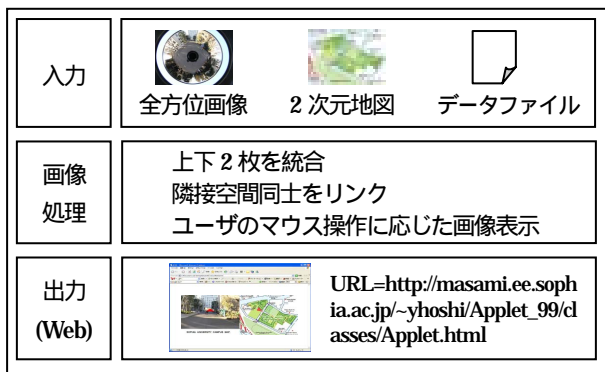 入力
全方位画像
2次元地図
データファイル
画像
処理
上下2枚を統合
隣接空間同士をリンク
ユーザのマウス操作に応じた画像表示
出力
(Web)
URL=http://masami.ee.soph
ia.ac.jp/~yhoshi/Applet_99/cl
asses/Applet.html